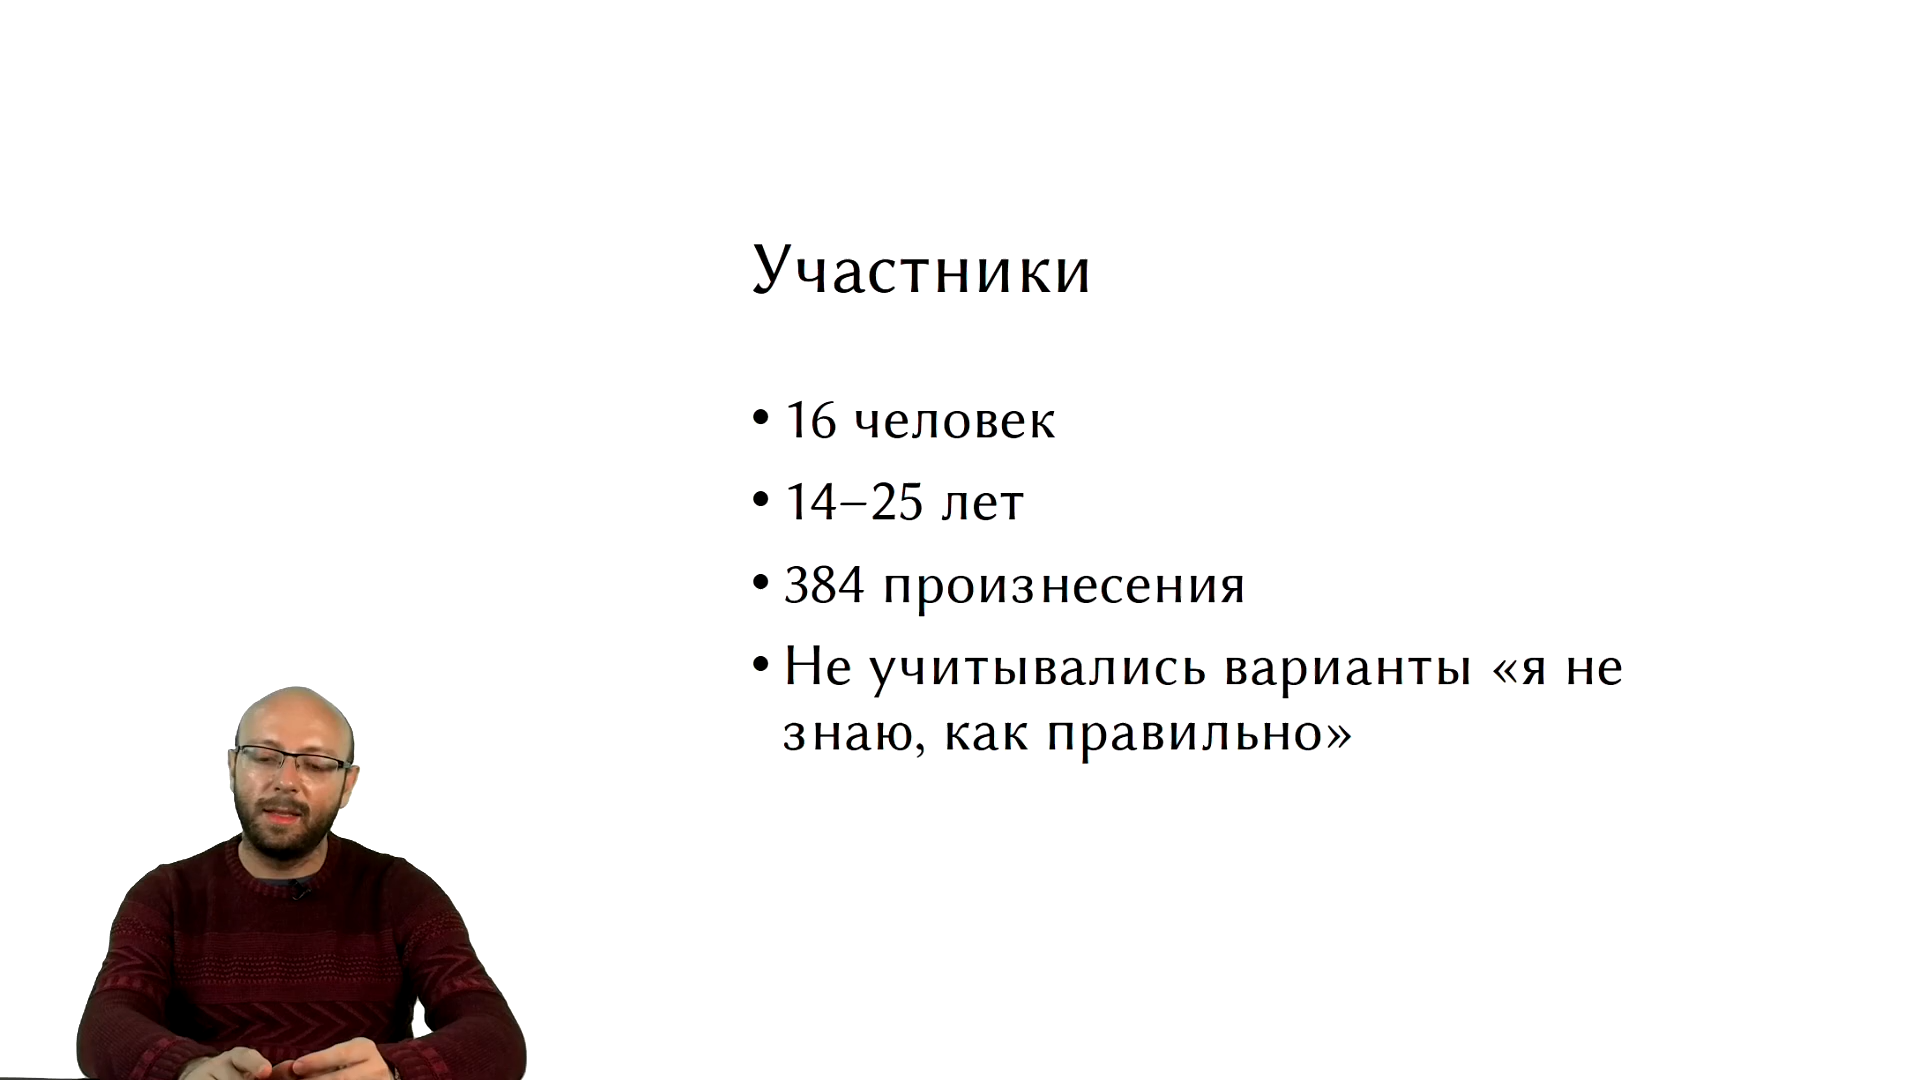 Участники
• 16 человек
• 14–25 лет
• 384 произнесения
• Не учитывались варианты «я не
знаю, как правильно»